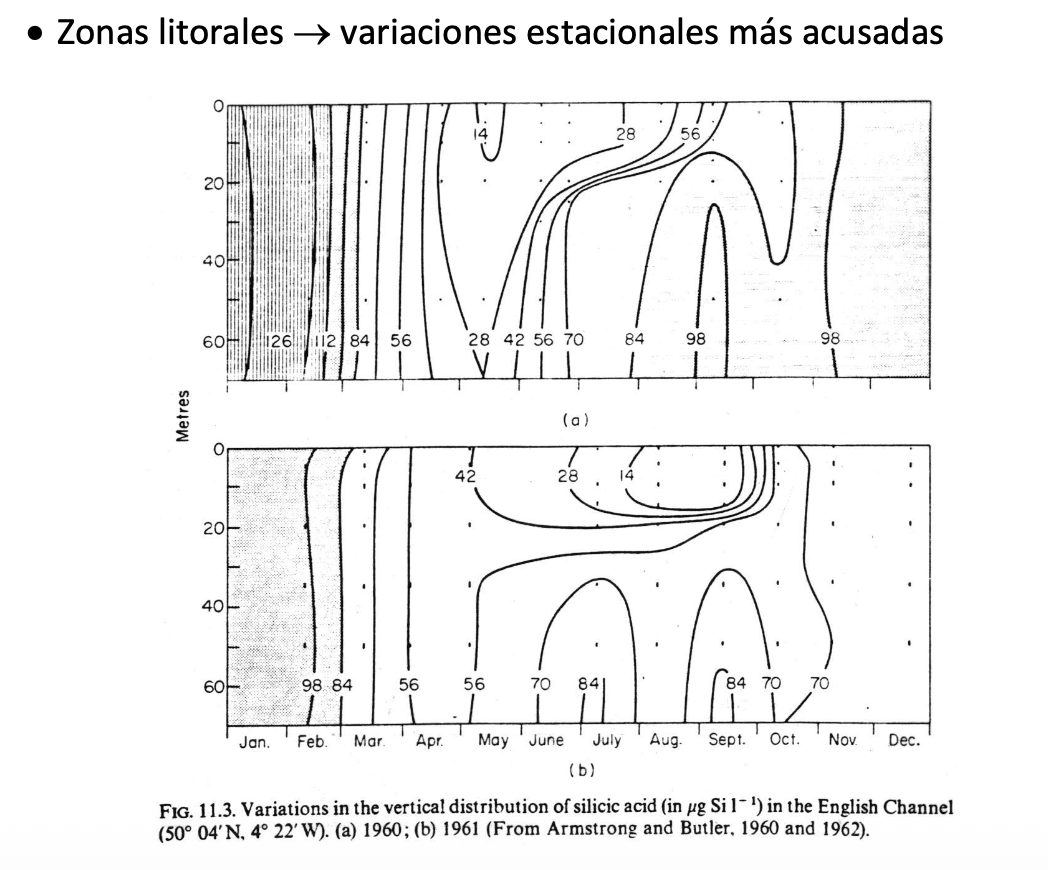 • Zonas litorales → variaciones estacionales más acusadas
0
14
28
56
20
40
60
126
112
84
56
28
42
56
70
84
98
98
(a)
Metres
0
42
28
14
20
40
60
98
84
56
56
70
84
84
70
70
Jan.
Feb.
Mar.
Apr.
May
June
July
Aug.
Sept.
Oct.
Nov.
Dec.
(b)
FIG. 11.3. Variations in the vertical distribution of silicic acid (in μg Si l⁻¹) in the English Channel
(50° 04′ N, 4° 22′ W). (a) 1960; (b) 1961 (From Armstrong and Butler, 1960 and 1962).